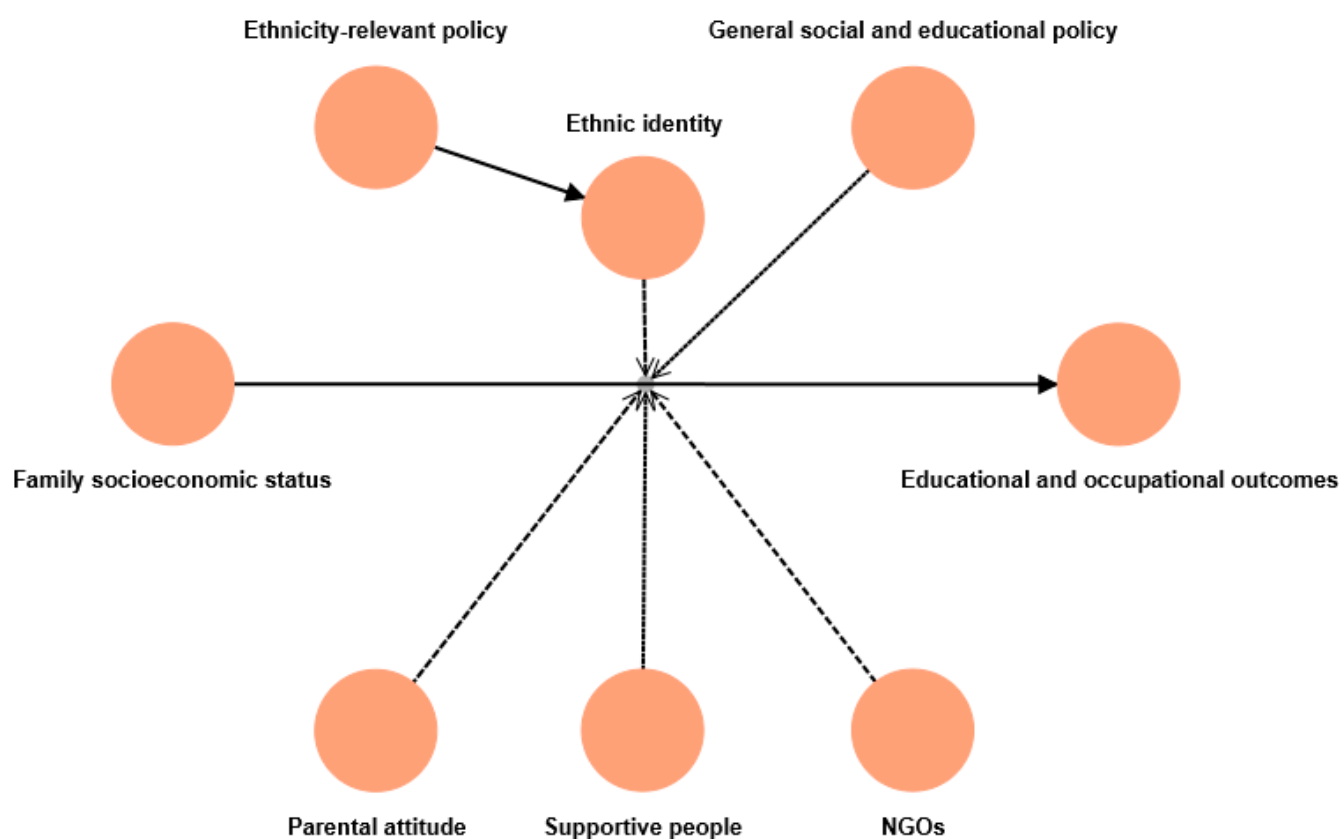 Ethnicity-relevant policy
General social and educational policy
Ethnic identity
Family socioeconomic status
Educational and occupational outcomes
Parental attitude
Supportive people
NGOs